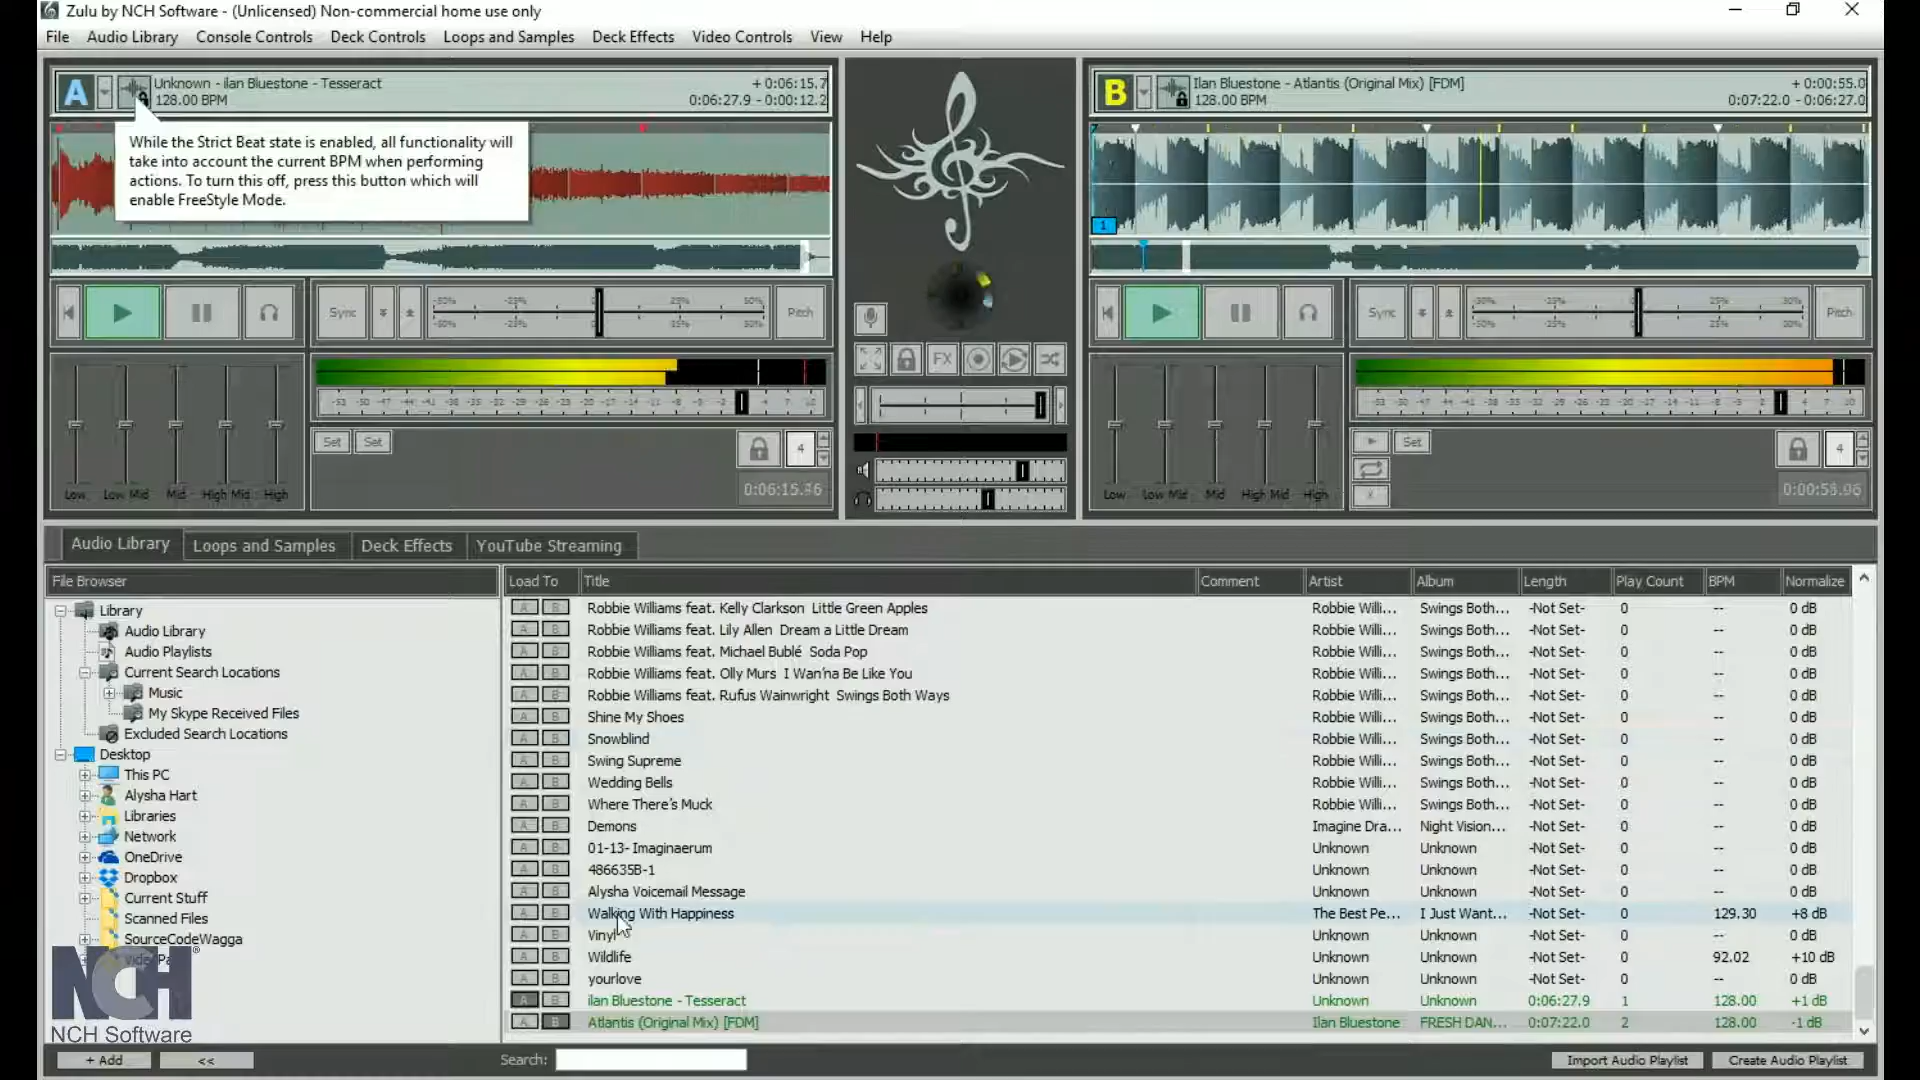 Zulu by NCH Software - (Unlicensed) Non-commercial home use only
File Audio Library Console Controls Deck Controls Loops and Samples Deck Effects Video Controls View Help
A Unknown - ilan Bluestone - Tesseract + 0:06:15.7
128.00 BPM 0:06:27.9 - 0:00:12.2
While the Strict Beat state is enabled, all functionality will
take into account the current BPM when performing
actions. To turn this off, press this button which will
enable FreeStyle Mode.
B Ilan Bluestone - Atlantis (Original Mix) [FDM] + 0:00:55.0
128.00 BPM 0:07:22.0 - 0:06:27.0
1
Sync Pitch
Sync Pitch
FX
Set Set 4
Set 4
Low Low Mid Mid High Mid High
Low Low Mid Mid High Mid High
Audio Library Loops and Samples Deck Effects YouTube Streaming
File Browser
Library
Audio Library
Audio Playlists
Current Search Locations
Music
My Skype Received Files
Excluded Search Locations
Desktop
This PC
Alysha Hart
Libraries
Network
OneDrive
Dropbox
Current Stuff
Scanned Files
SourceCodeWagga
NCH®
NCH Software
+ Add <<
Load To Title Comment Artist Album Length Play Count BPM Normalize
A B Robbie Williams feat. Kelly Clarkson Little Green Apples Robbie Willi... Swings Both... -Not Set- 0 -- 0 dB
A B Robbie Williams feat. Lily Allen Dream a Little Dream Robbie Willi... Swings Both... -Not Set- 0 -- 0 dB
A B Robbie Williams feat. Michael Bublé Soda Pop Robbie Willi... Swings Both... -Not Set- 0 -- 0 dB
A B Robbie Williams feat. Olly Murs I Wan'na Be Like You Robbie Willi... Swings Both... -Not Set- 0 -- 0 dB
A B Robbie Williams feat. Rufus Wainwright Swings Both Ways Robbie Willi... Swings Both... -Not Set- 0 -- 0 dB
A B Shine My Shoes Robbie Willi... Swings Both... -Not Set- 0 -- 0 dB
A B Snowblind Robbie Willi... Swings Both... -Not Set- 0 -- 0 dB
A B Swing Supreme Robbie Willi... Swings Both... -Not Set- 0 -- 0 dB
A B Wedding Bells Robbie Willi... Swings Both... -Not Set- 0 -- 0 dB
A B Where There's Muck Robbie Willi... Swings Both... -Not Set- 0 -- 0 dB
A B Demons Imagine Dra... Night Vision... -Not Set- 0 -- 0 dB
A B 01-13- Imaginaerum Unknown Unknown -Not Set- 0 -- 0 dB
A B 486635B-1 Unknown Unknown -Not Set- 0 -- 0 dB
A B Alysha Voicemail Message Unknown Unknown -Not Set- 0 -- 0 dB
A B Walking With Happiness The Best Pe... I Just Want... -Not Set- 0 129.30 +8 dB
A B Vinyl Unknown Unknown -Not Set- 0 -- 0 dB
A B Wildlife Unknown Unknown -Not Set- 0 92.02 +10 dB
A B yourlove Unknown Unknown -Not Set- 0 -- 0 dB
A B ilan Bluestone - Tesseract Unknown Unknown 0:06:27.9 1 128.00 +1 dB
A B Atlantis (Original Mix) [FDM] Ilan Bluestone FRESH DAN... 0:07:22.0 2 128.00 -1 dB
Search: Import Audio Playlist Create Audio Playlist